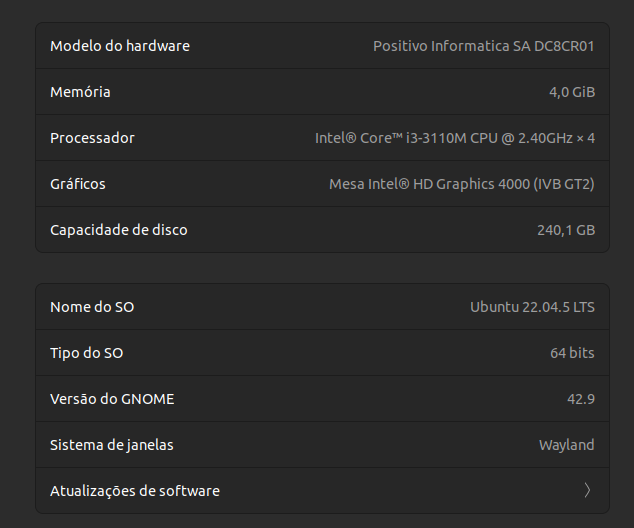 Modelo do hardware Positivo Informatica SA DC8CR01
Memória 4,0 GiB
Processador Intel® Core™ i3-3110M CPU @ 2.40GHz × 4
Gráficos Mesa Intel® HD Graphics 4000 (IVB GT2)
Capacidade de disco 240,1 GB
Nome do SO Ubuntu 22.04.5 LTS
Tipo do SO 64 bits
Versão do GNOME 42.9
Sistema de janelas Wayland
Atualizações de software